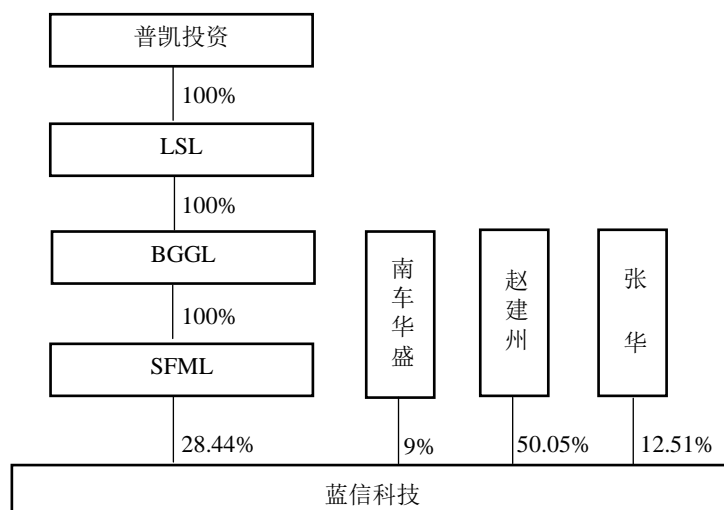 普凯投资
100%
LSL
100%
BGGL
100%
SFML
南车华盛
赵建州
张华
28.44%
9%
50.05%
12.51%
蓝信科技